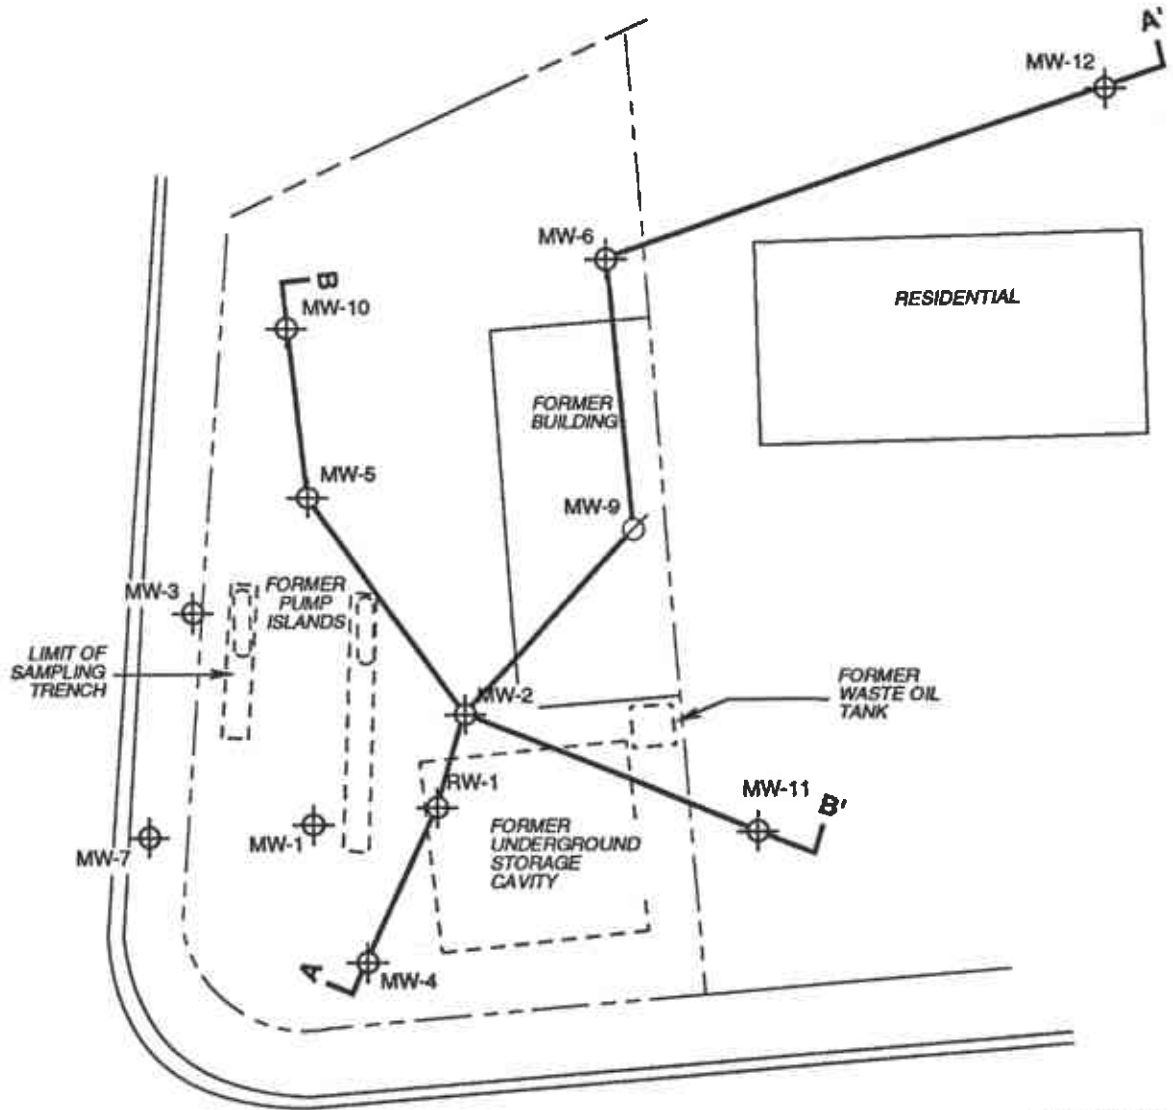 A'
MW-12
MW-6
RESIDENTIAL
B
MW-10
FORMER
BUILDING
MW-5
MW-9
MW-3
FORMER
PUMP
ISLANDS
LIMIT OF
SAMPLING
TRENCH
MW-2
FORMER
WASTE OIL
TANK
RW-1
MW-11
B'
MW-1
MW-7
FORMER
UNDERGROUND
STORAGE
CAVITY
A
MW-4